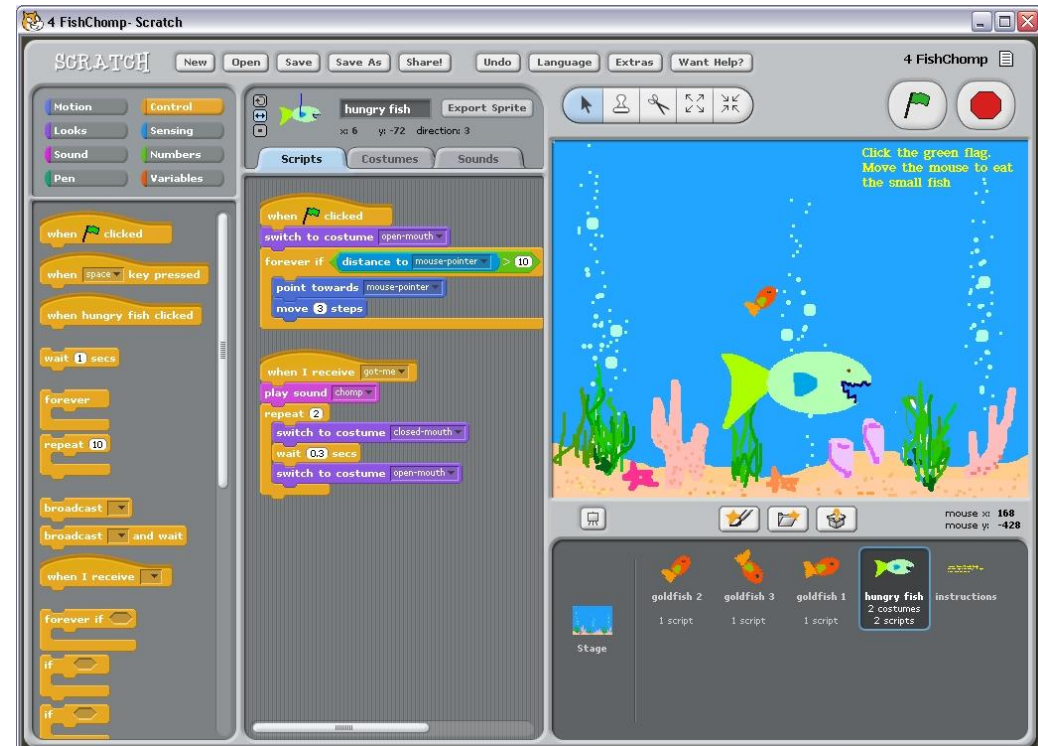 4 FishChomp- Scratch
SCRATCH
New Open Save Save As Share! Undo Language Extras Want Help?
4 FishChomp
Motion Control
Looks Sensing
Sound Numbers
Pen Variables
when clicked
when space key pressed
when hungry fish clicked
wait 1 secs
forever
repeat 10
broadcast
broadcast and wait
when I receive
forever if
if
if
hungry fish Export Sprite
x: 6 y: -72 direction: 3
Scripts Costumes Sounds
when clicked
switch to costume open-mouth
forever if distance to mouse-pointer > 10
point towards mouse-pointer
move 3 steps
when I receive got-me
play sound chomp
repeat 2
switch to costume closed-mouth
wait 0.3 secs
switch to costume open-mouth
Click the green flag.
Move the mouse to eat
the small fish
mouse x: 168
mouse y: -428
Stage
goldfish 2
1 script
goldfish 3
1 script
goldfish 1
1 script
hungry fish
2 costumes
2 scripts
instructions